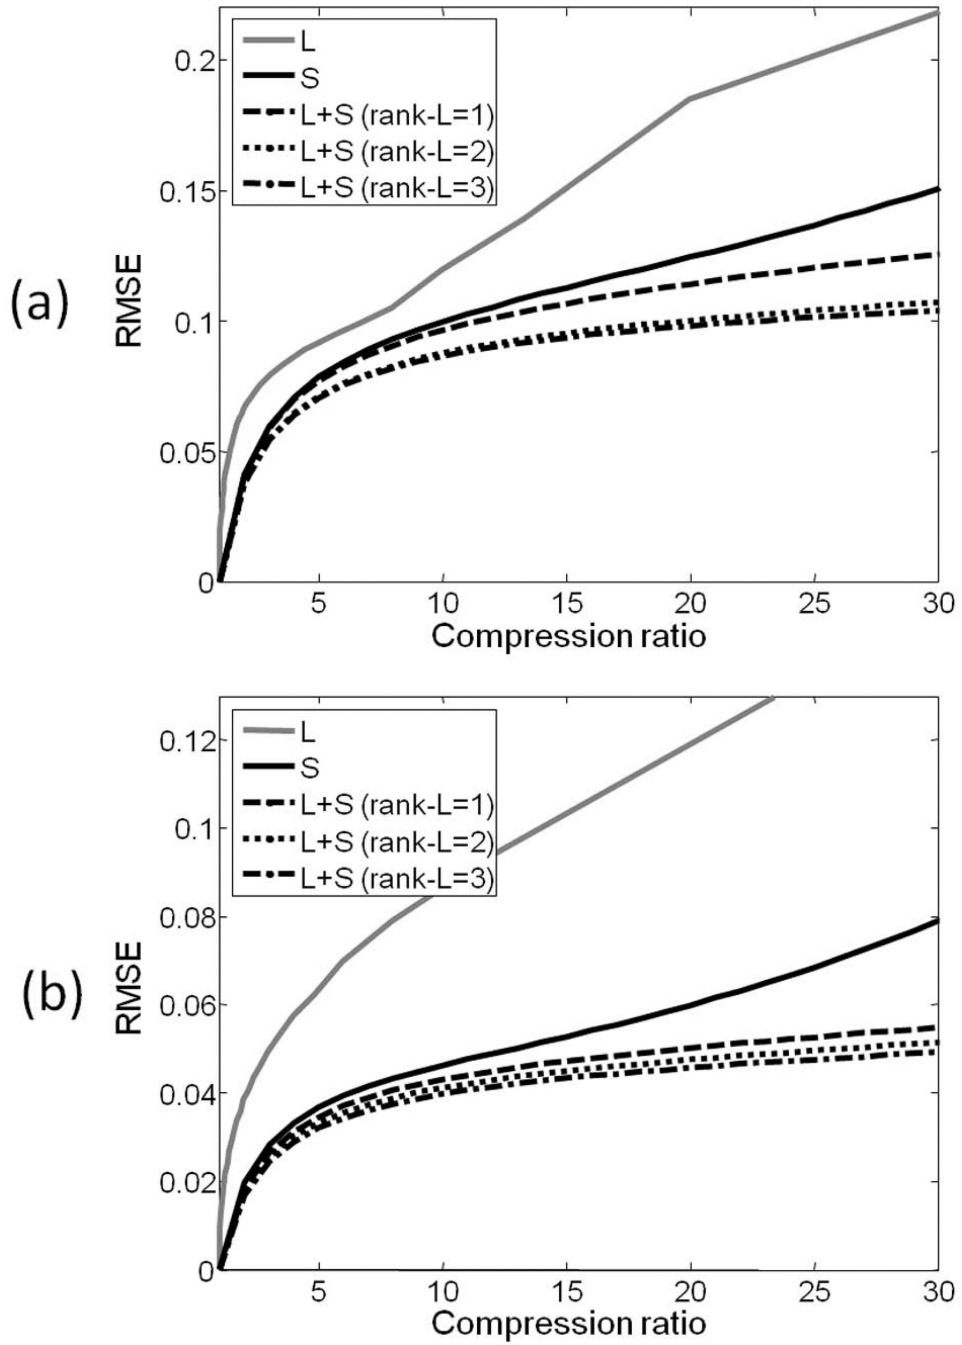 (a)
RMSE
0.2
0.15
0.1
0.05
0
L
S
L+S (rank-L=1)
L+S (rank-L=2)
L+S (rank-L=3)
5 10 15 20 25 30
Compression ratio
(b)
RMSE
0.12
0.1
0.08
0.06
0.04
0.02
0
L
S
L+S (rank-L=1)
L+S (rank-L=2)
L+S (rank-L=3)
5 10 15 20 25 30
Compression ratio